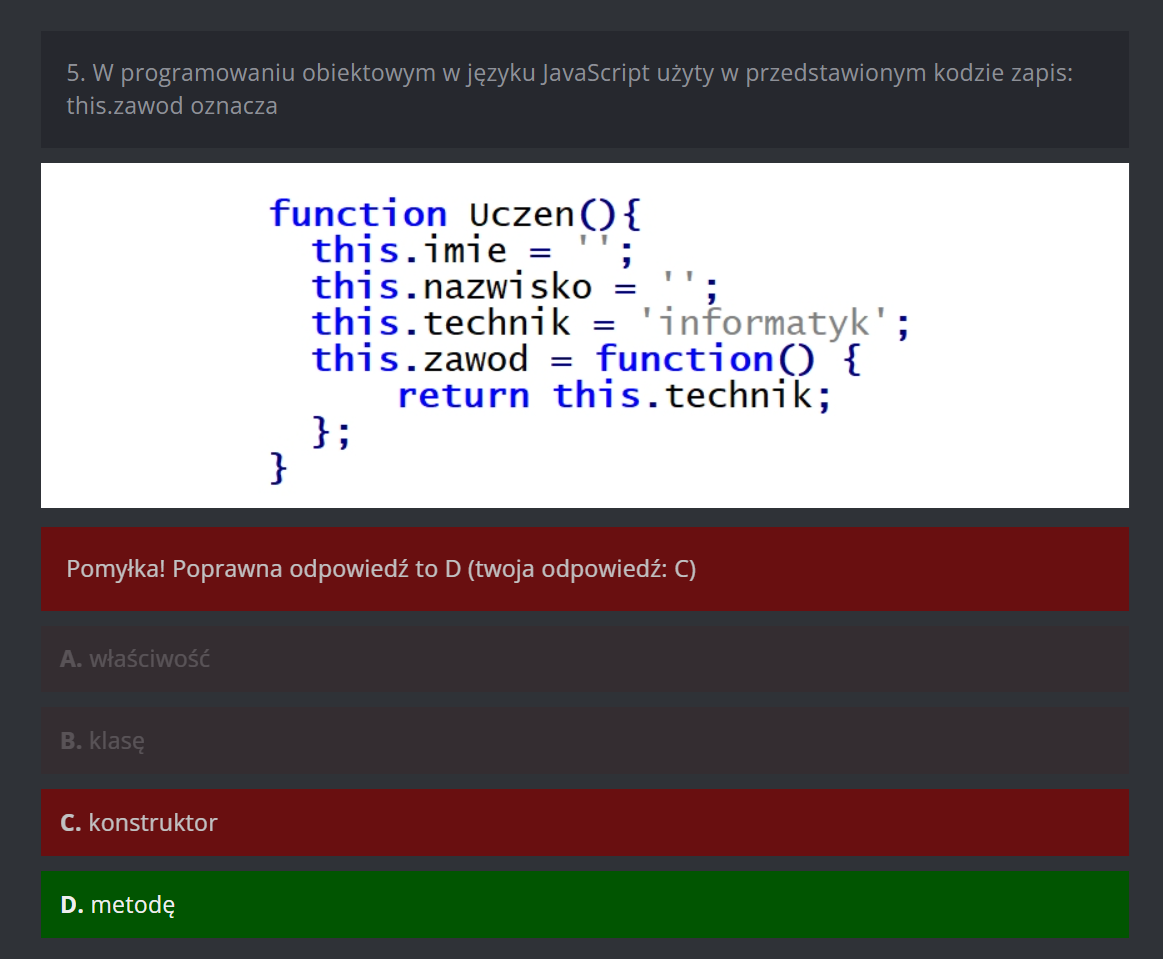 5. W programowaniu obiektowym w języku JavaScript użyty w przedstawionym kodzie zapis:
this.zawod oznacza
function Uczen(){
  this.imie = '';
  this.nazwisko = '';
  this.technik = 'informatyk';
  this.zawod = function() {
      return this.technik;
  };
}
Pomyłka! Poprawna odpowiedź to D (twoja odpowiedź: C)
A. właściwość
B. klasę
C. konstruktor
D. metodę